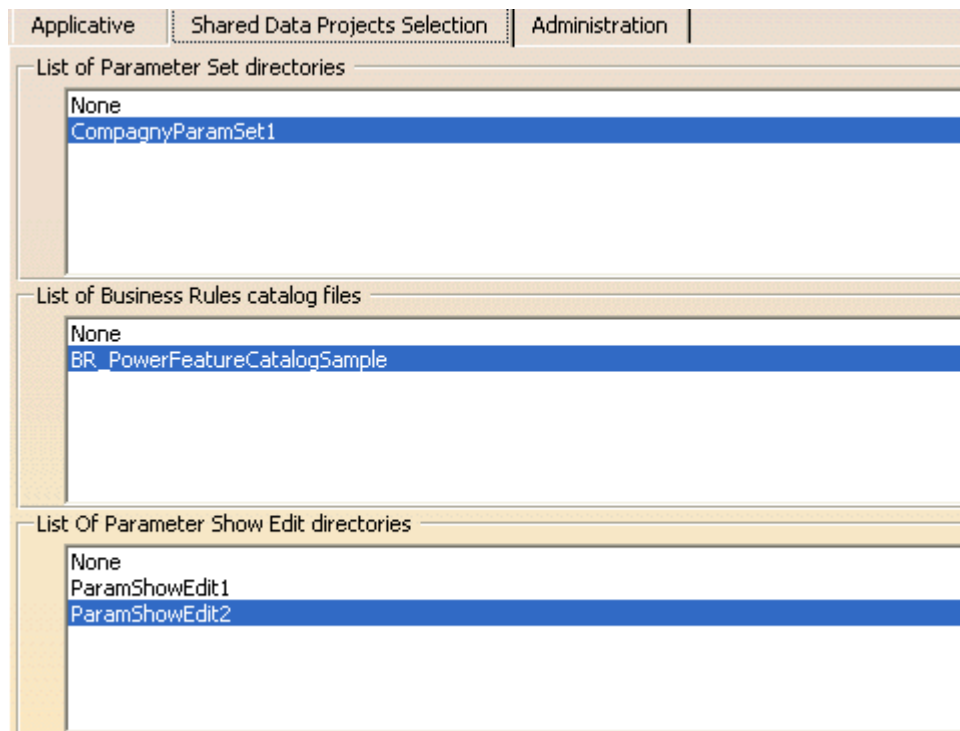 Applicative Shared Data Projects Selection Administration
List of Parameter Set directories
None
CompagnyParamSet1
List of Business Rules catalog files
None
BR_PowerFeatureCatalogSample
List Of Parameter Show Edit directories
None
ParamShowEdit1
ParamShowEdit2